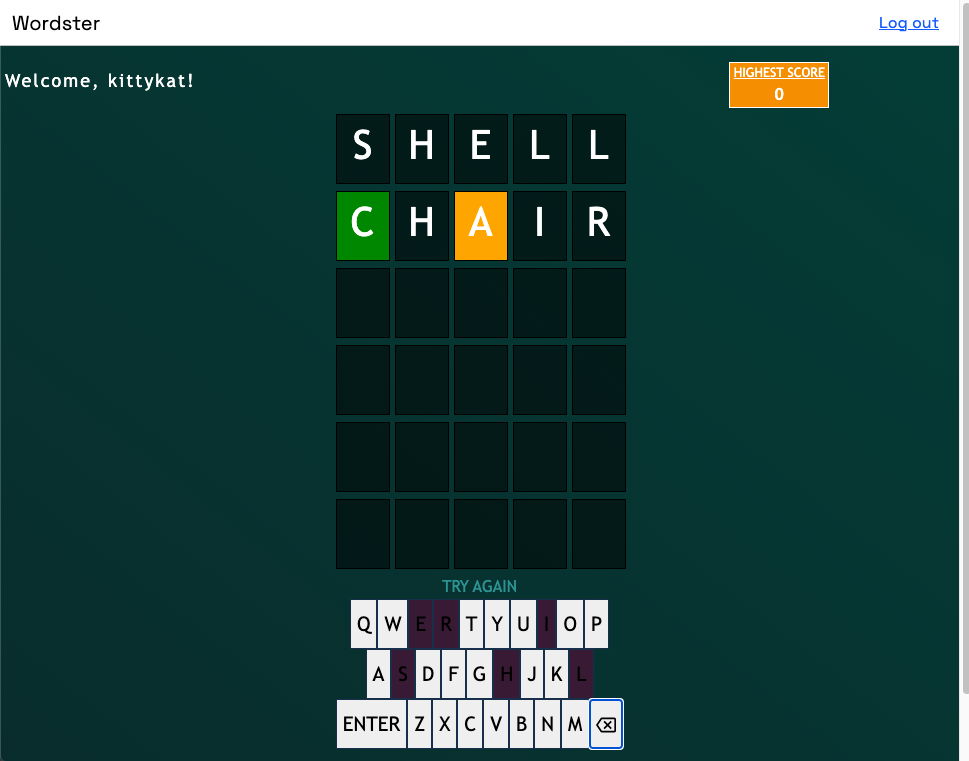 Wordster Log out
Welcome, kittykat!
HIGHEST SCORE
0
S H E L L
C H A I R
TRY AGAIN
Q W E R T Y U I O P
A S D F G H J K L
ENTER Z X C V B N M